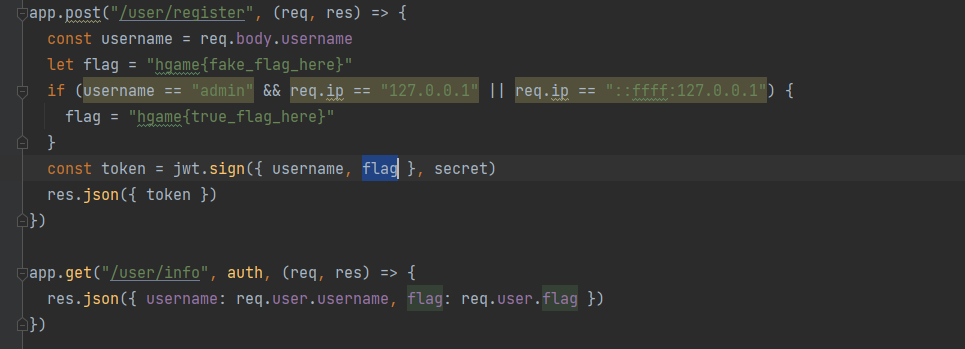 app.post("/user/register", (req, res) => {
const username = req.body.username
let flag = "hgame{fake_flag_here}"
if (username == "admin" && req.ip == "127.0.0.1" || req.ip == "::ffff:127.0.0.1") {
flag = "hgame{true_flag_here}"
}
const token = jwt.sign({ username, flag }, secret)
res.json({ token })
})
app.get("/user/info", auth, (req, res) => {
res.json({ username: req.user.username, flag: req.user.flag })
})